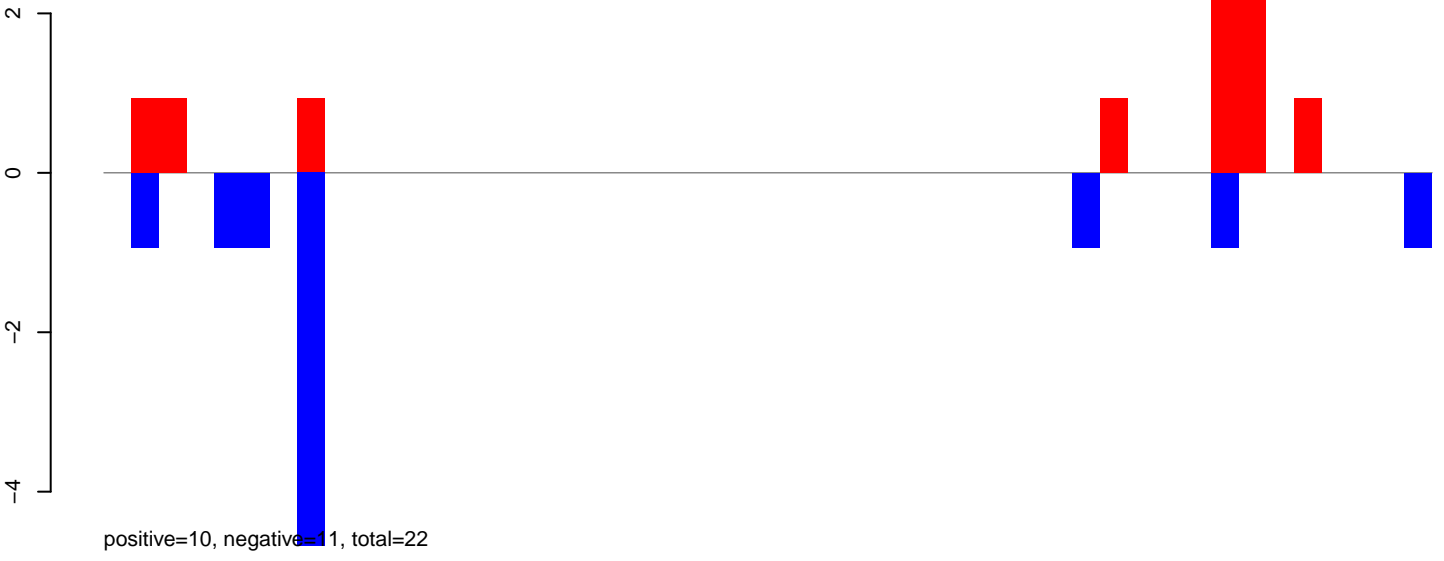 2
0
−2
−4
positive=10, negative=11, total=22